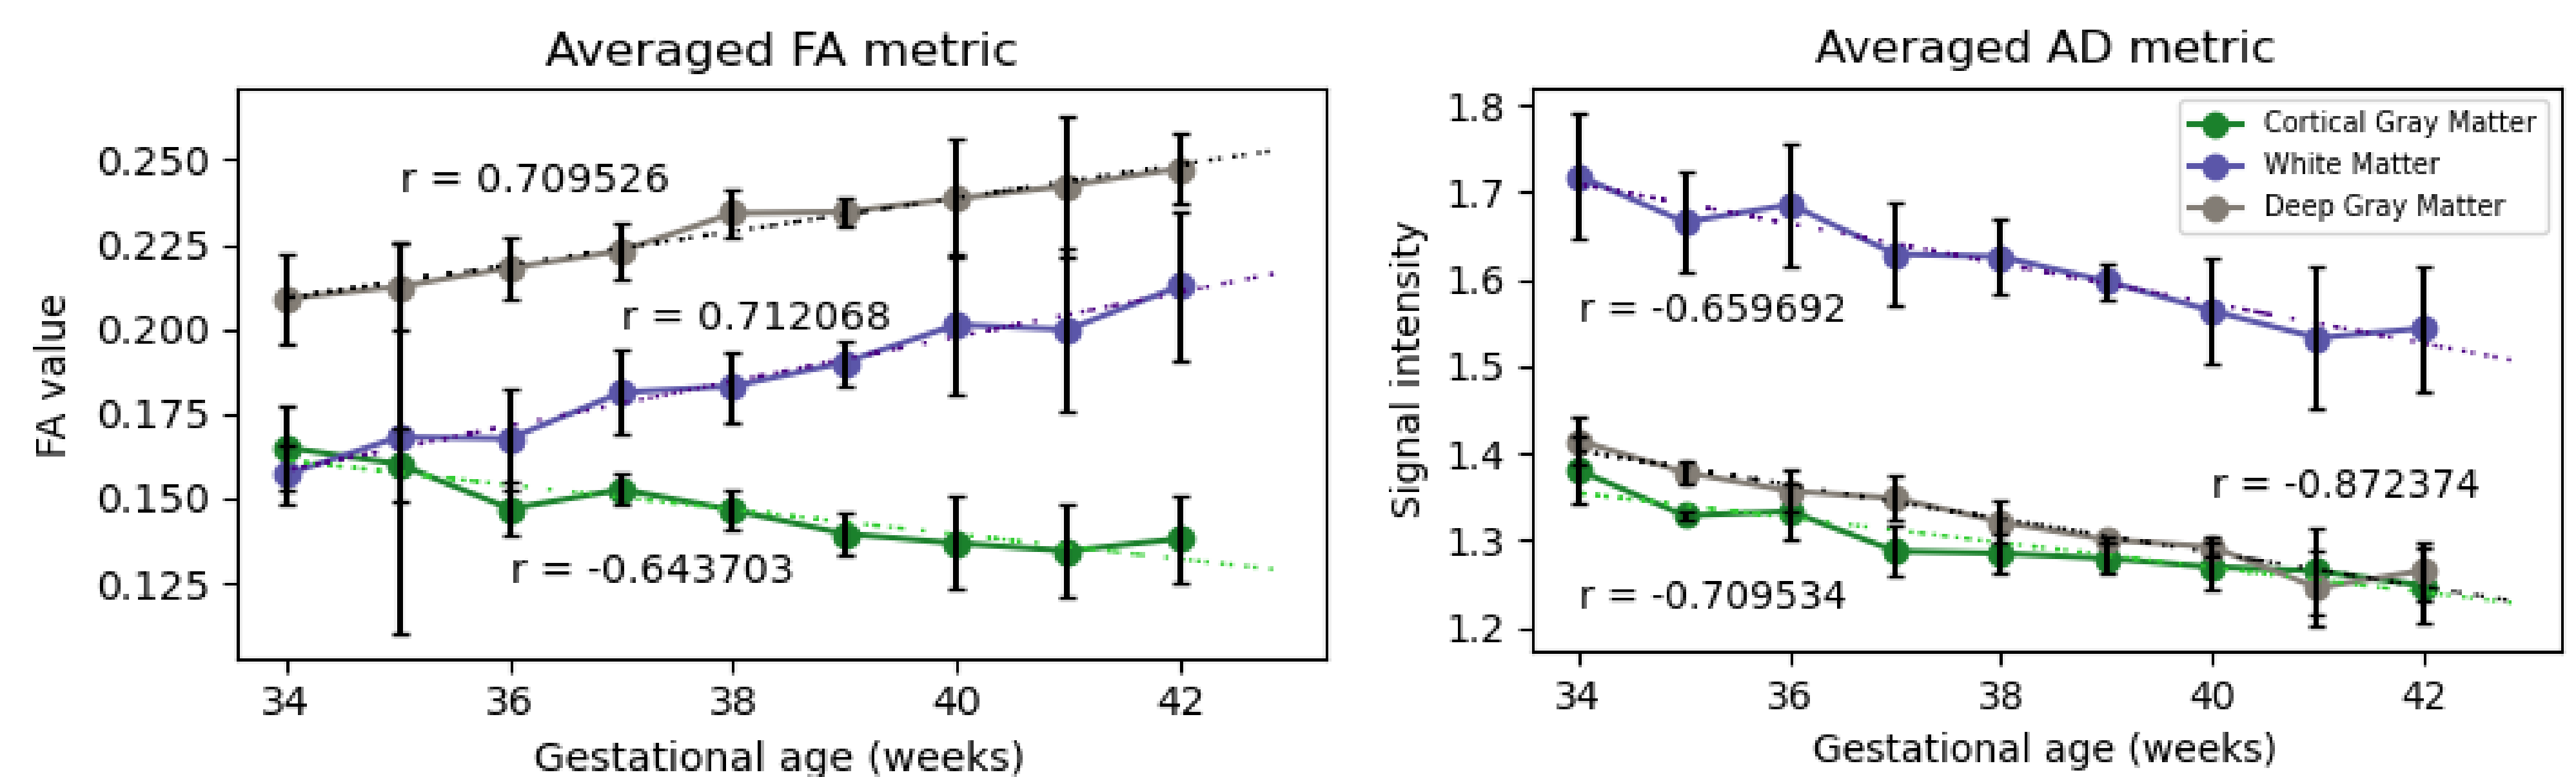 Averaged FA metric
FA value
0.250
0.225
0.200
0.175
0.150
0.125
r = 0.709526
r = 0.712068
r = -0.643703
34 36 38 40 42
Gestational age (weeks)
Averaged AD metric
Signal intensity
1.8
1.7
1.6
1.5
1.4
1.3
1.2
Cortical Gray Matter
White Matter
Deep Gray Matter
r = -0.659692
r = -0.872374
r = -0.709534
34 36 38 40 42
Gestational age (weeks)